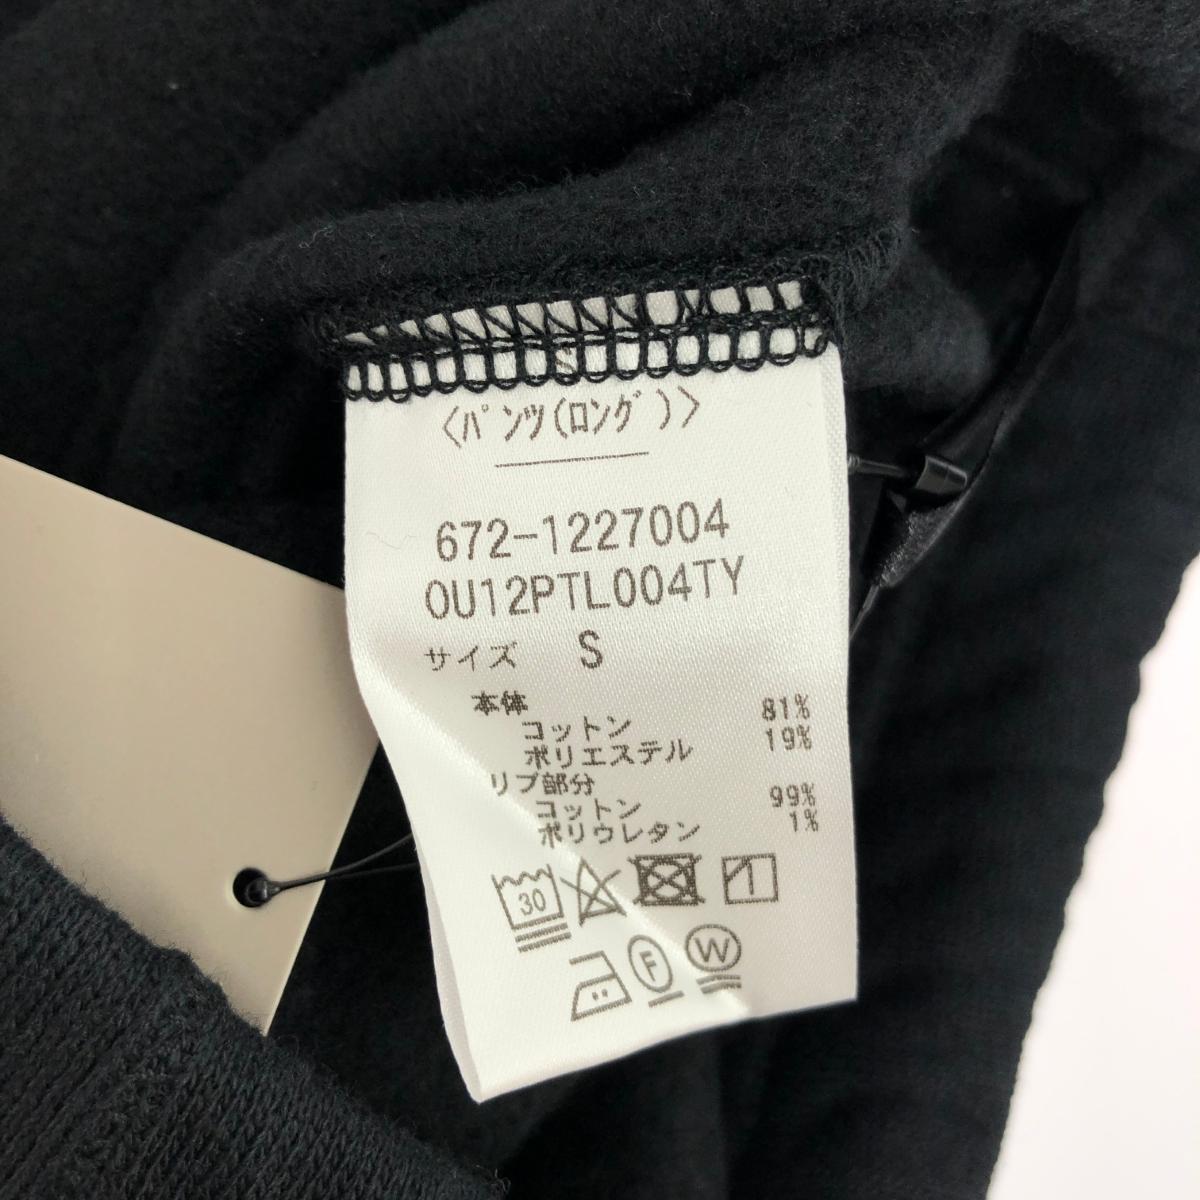 〈パンツ(ロング)〉
672-1227004
OU12PTL004TY
サイズ S
本体
コットン 81%
ポリエステル 19%
リブ部分
コットン 99%
ポリウレタン 1%
30
F W